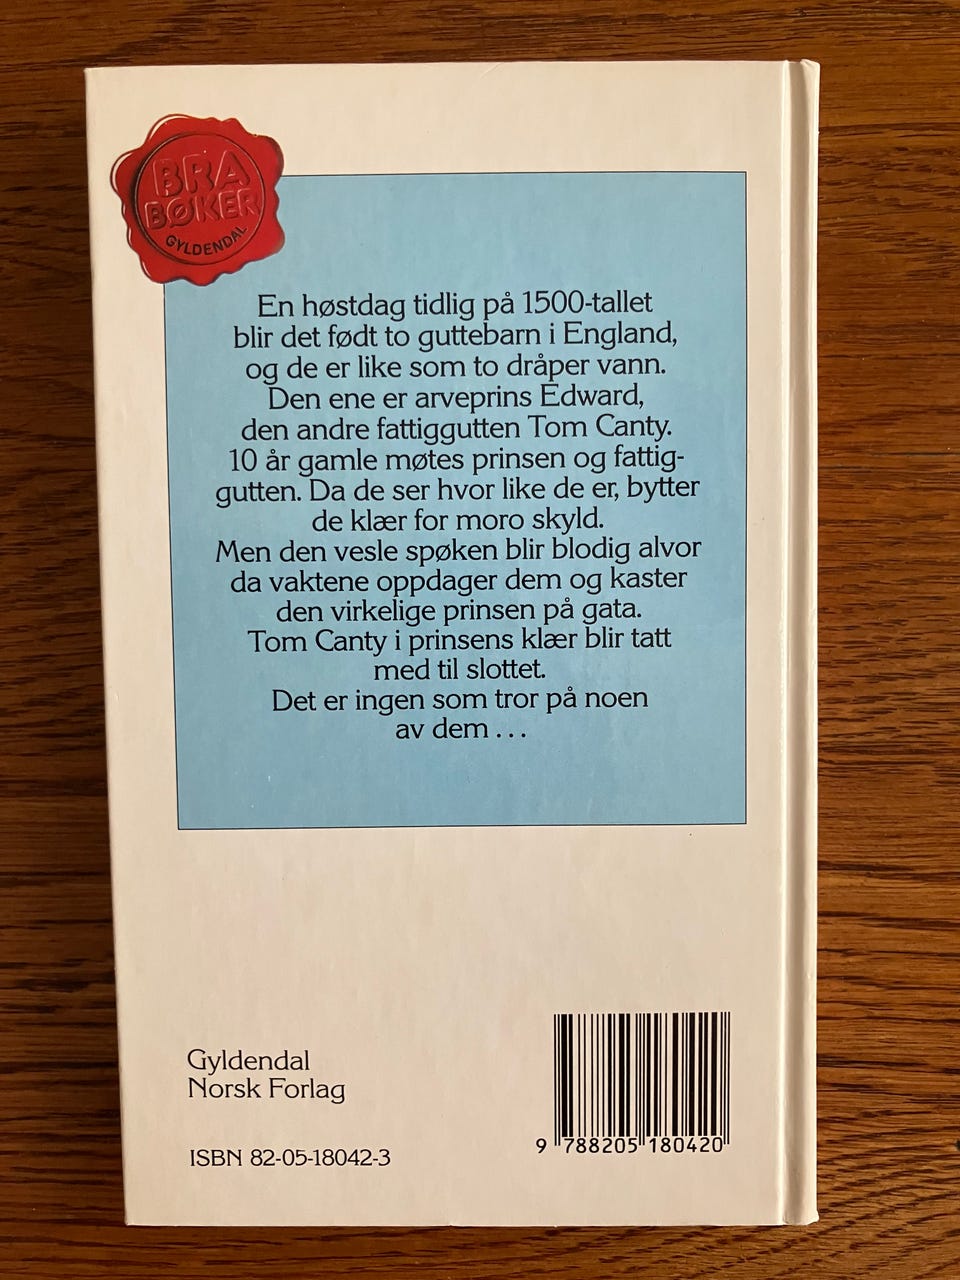 BRA
BØKER
GYLDENDAL
En høstdag tidlig på 1500-tallet
blir det født to guttebarn i England,
og de er like som to dråper vann.
Den ene er arveprins Edward,
den andre fattiggutten Tom Canty.
10 år gamle møtes prinsen og fattig-
gutten. Da de ser hvor like de er, bytter
de klær for moro skyld.
Men den vesle spøken blir blodig alvor
da vaktene oppdager dem og kaster
den virkelige prinsen på gata.
Tom Canty i prinsens klær blir tatt
med til slottet.
Det er ingen som tror på noen
av dem . . .
Gyldendal
Norsk Forlag
ISBN 82-05-18042-3
9 788205 180420